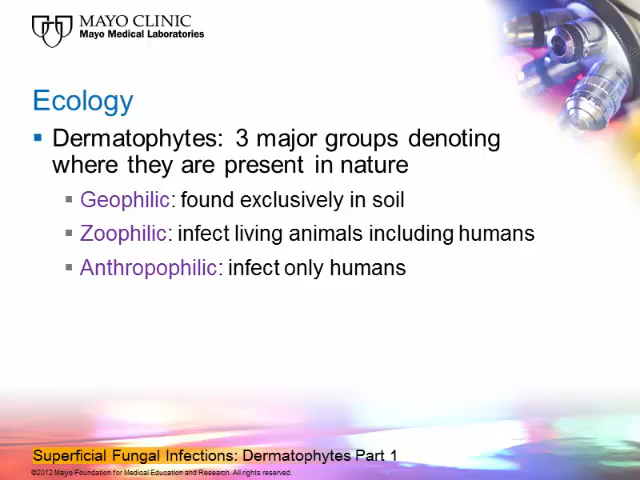 MAYO CLINIC
Mayo Medical Laboratories
Ecology
Dermatophytes: 3 major groups denoting
where they are present in nature
Geophilic: found exclusively in soil
Zoophilic: infect living animals including humans
Anthropophilic: infect only humans
Superficial Fungal Infections: Dermatophytes Part 1
©2012 Mayo Foundation for Medical Education and Research. All rights reserved.